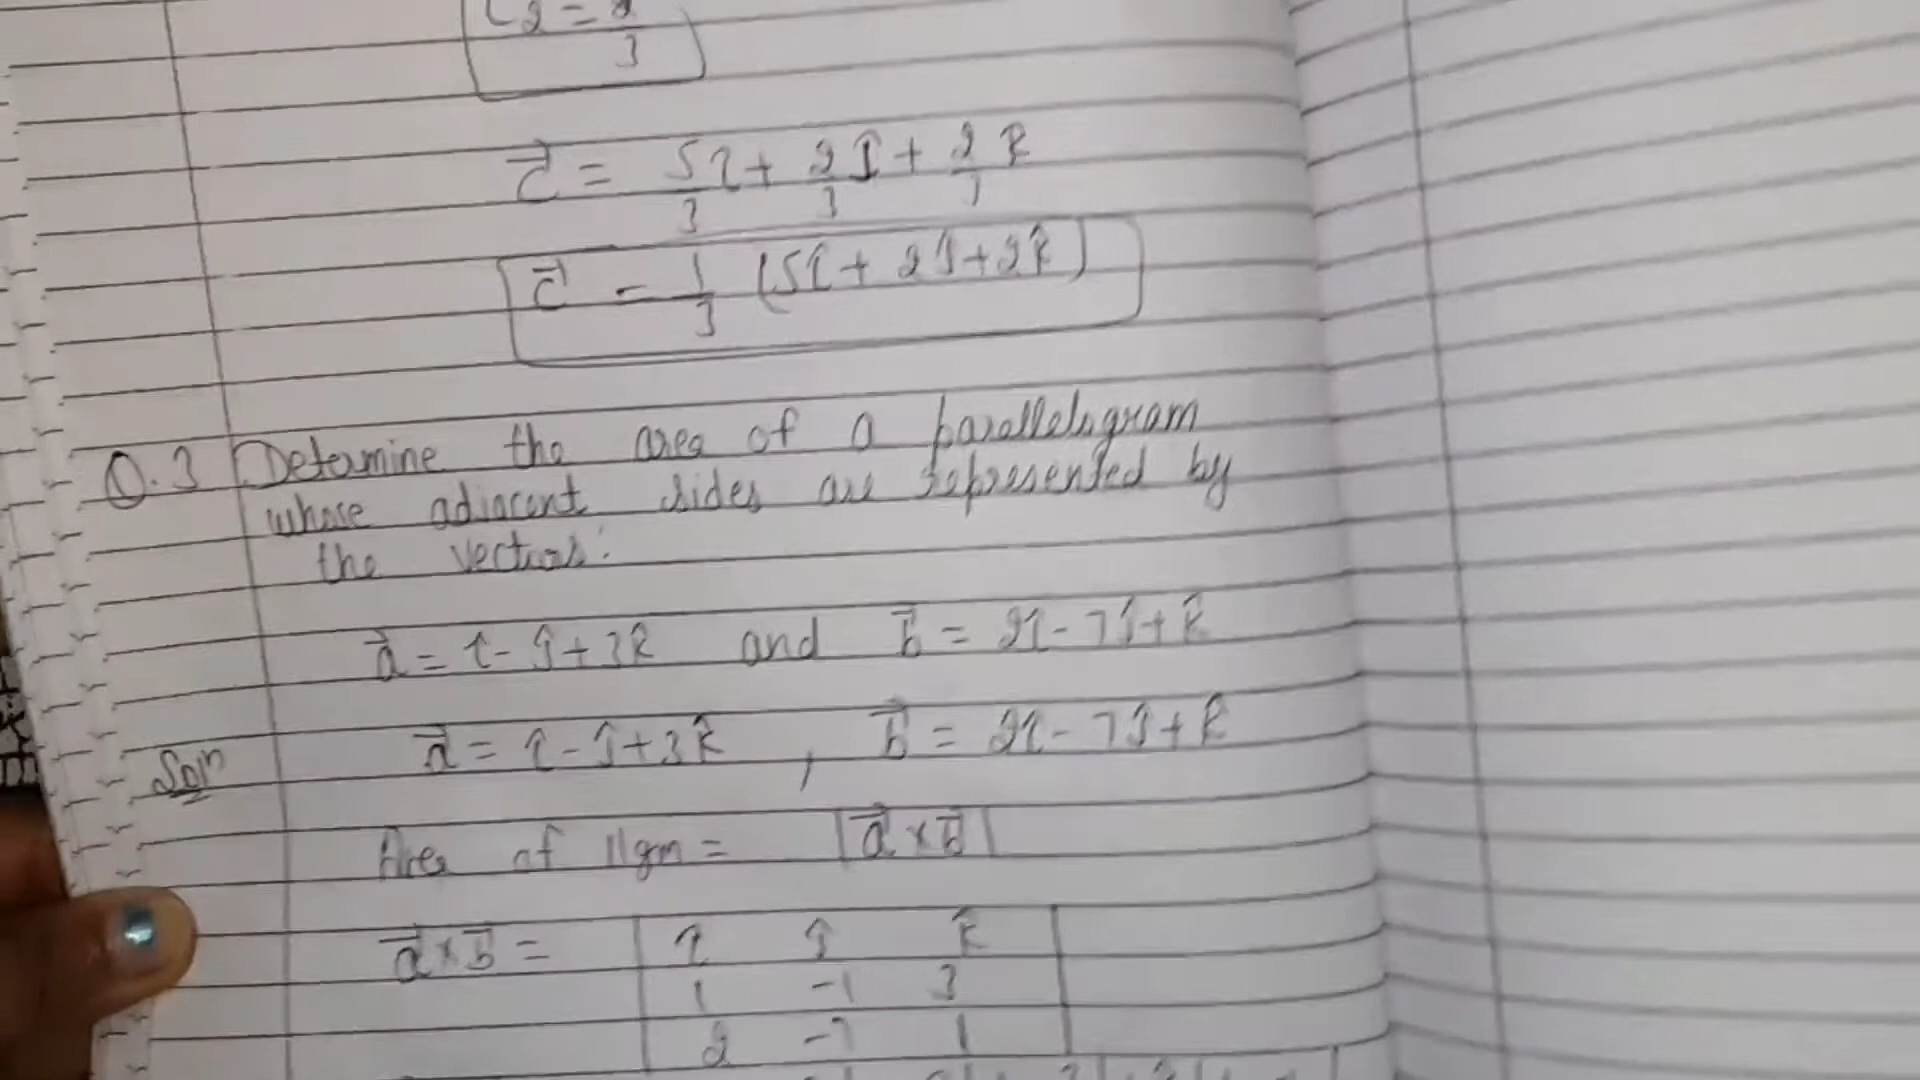 C₂ = 2/3
c⃗ = 5/3 î + 2/3 ĵ + 2/3 k̂
c⃗ = 1/3 (5î + 2ĵ + 2k̂)
Q.3 Determine the area of a parallelogram
whose adjacent sides are represented by
the vectors:
a⃗ = î - ĵ + 3k̂ and b⃗ = 2î - 7ĵ + k̂
Soln a⃗ = î - ĵ + 3k̂ , b⃗ = 2î - 7ĵ + k̂
Area of ||gm = |a⃗ × b⃗|
a⃗ × b⃗ = | î ĵ k̂ |
1 -1 3
2 -7 1